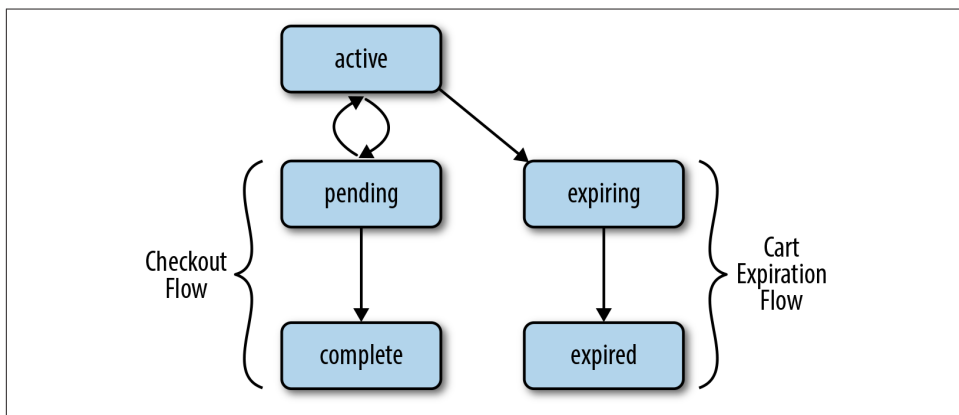 active
pending
expiring
Checkout
Flow
Cart
Expiration
Flow
complete
expired